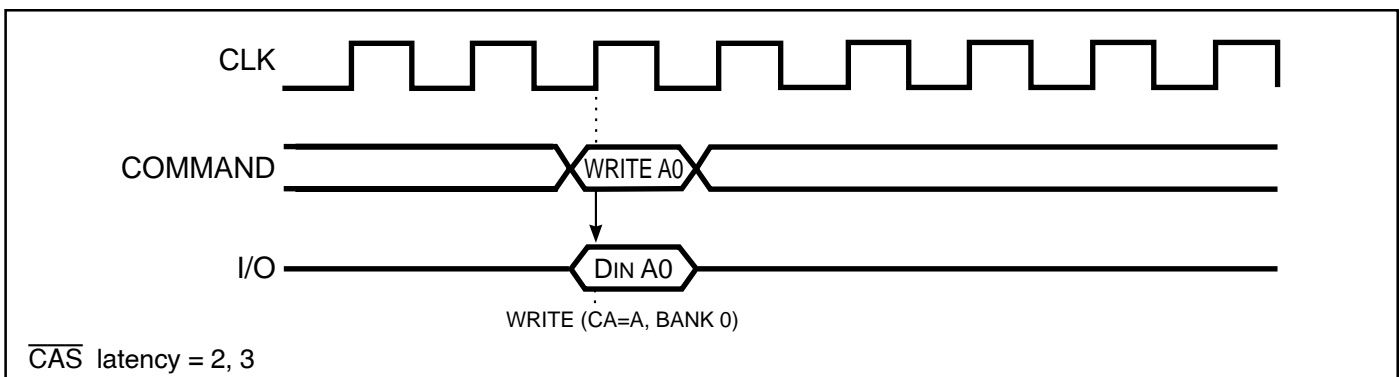 CLK
COMMAND
WRITE A0
I/O
DIN A0
WRITE (CA=A, BANK 0)
CAS latency = 2, 3